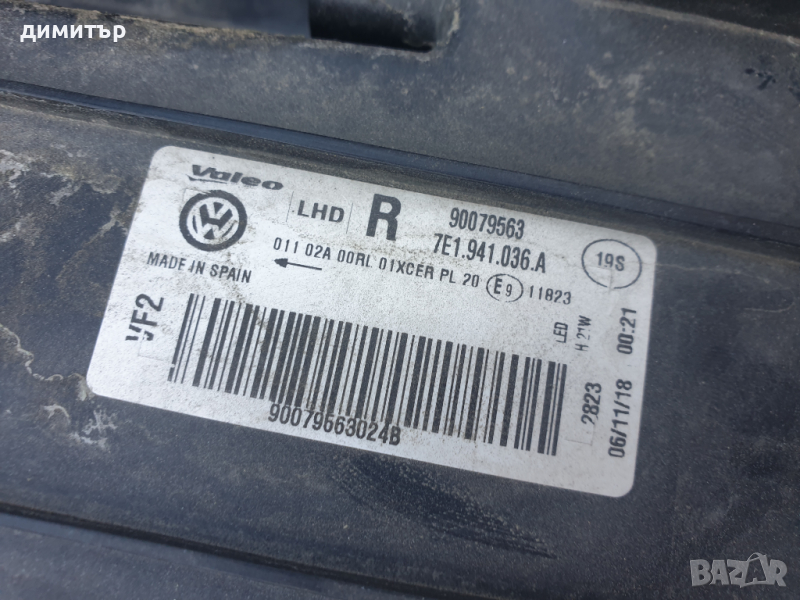 димитър
Valeo
LHD R 90079563
7E1.941.036.A 19S
011 02A 00RL 01XCER PL 20 E9 11823
MADE IN SPAIN
VF2
LED
H 21W
2823
06/11/18 00:21
90079563024B
BAZAR